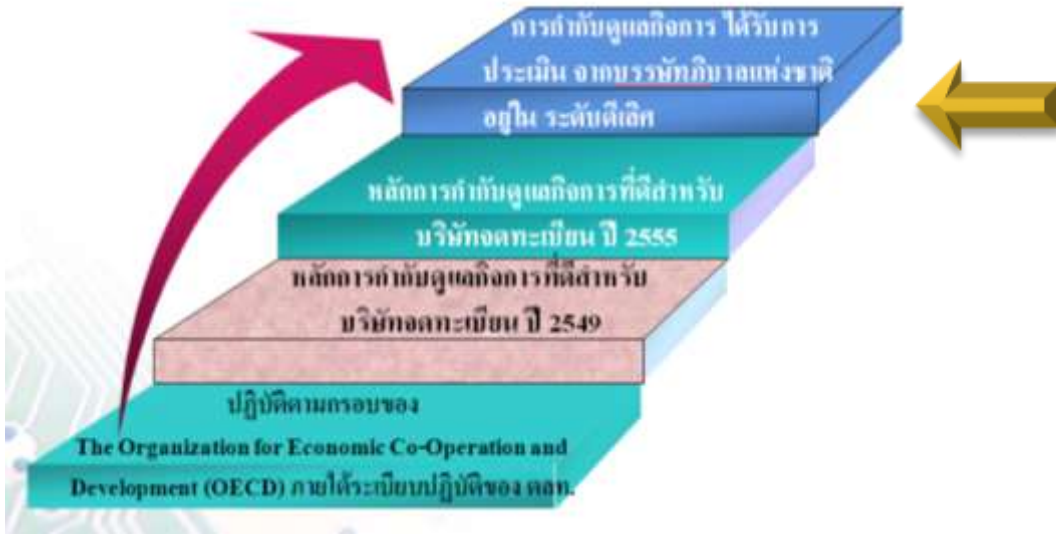 การกำกับดูแลกิจการ ได้รับการ
ประเมิน จากบรรษัทภิบาลแห่งชาติ
อยู่ใน ระดับดีเลิศ
หลักการกำกับดูแลกิจการที่ดีสำหรับ
บริษัทจดทะเบียน ปี 2555
หลักการกำกับดูแลกิจการที่ดีสำหรับ
บริษัทจดทะเบียน ปี 2549
ปฏิบัติตามกรอบของ
The Organization for Economic Co-Operation and
Development (OECD) ภายใต้ระเบียบปฏิบัติของ ตลท.